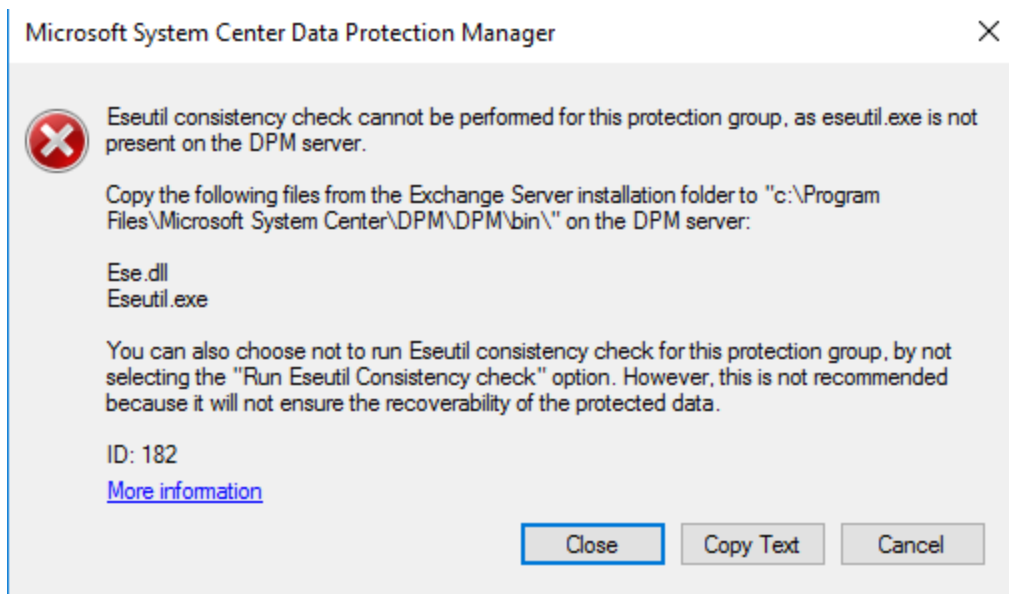 Microsoft System Center Data Protection Manager
Eseutil consistency check cannot be performed for this protection group, as eseutil.exe is not
present on the DPM server.
Copy the following files from the Exchange Server installation folder to "c:\Program
Files\Microsoft System Center\DPM\DPM\bin\" on the DPM server:
Ese.dll
Eseutil.exe
You can also choose not to run Eseutil consistency check for this protection group, by not
selecting the "Run Eseutil Consistency check" option. However, this is not recommended
because it will not ensure the recoverability of the protected data.
ID: 182
More information
Close Copy Text Cancel